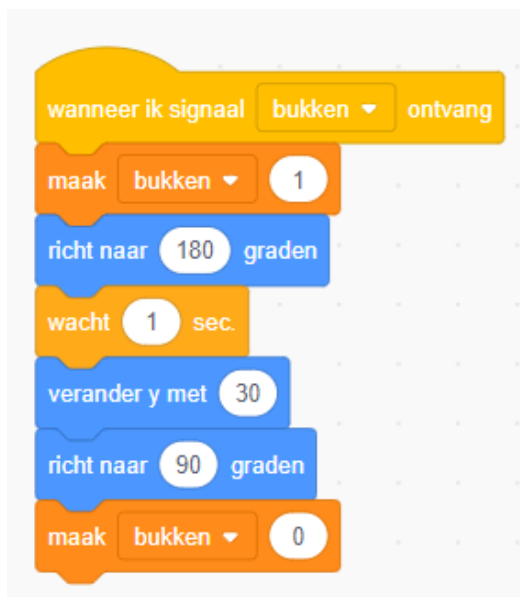 wanneer ik signaal bukken ontvang
maak bukken 1
richt naar 180 graden
wacht 1 sec.
verander y met 30
richt naar 90 graden
maak bukken 0